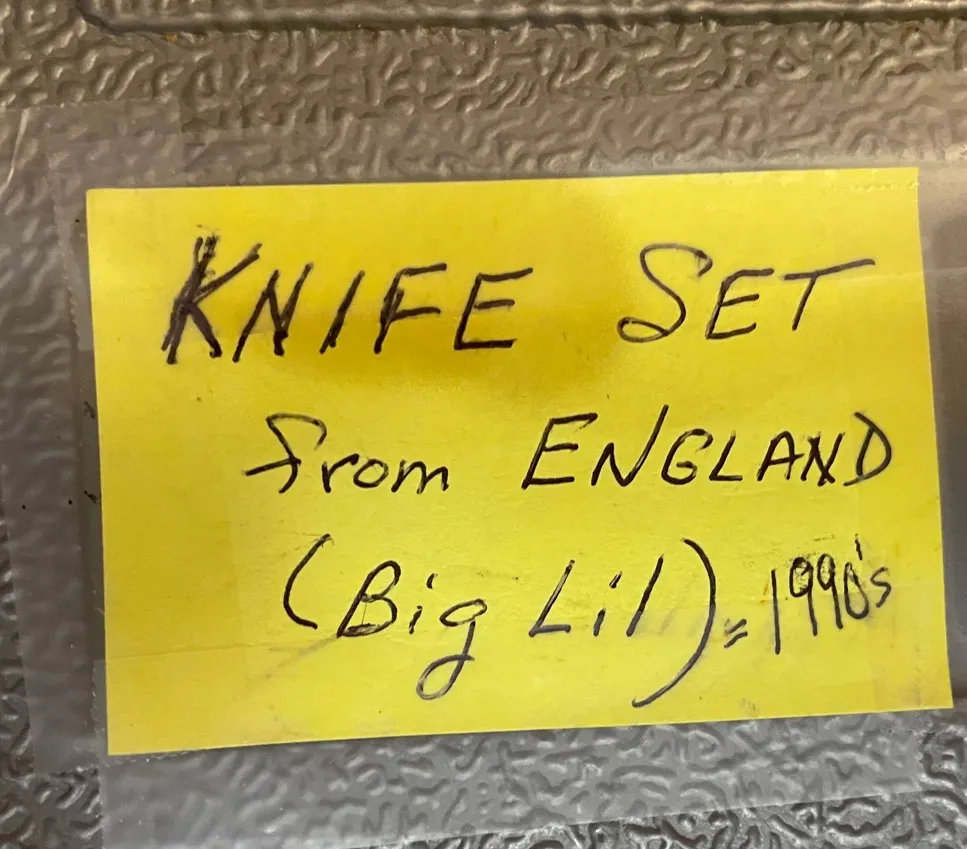 KNIFE SET
from ENGLAND
(Big Lil) ≈ 1990's